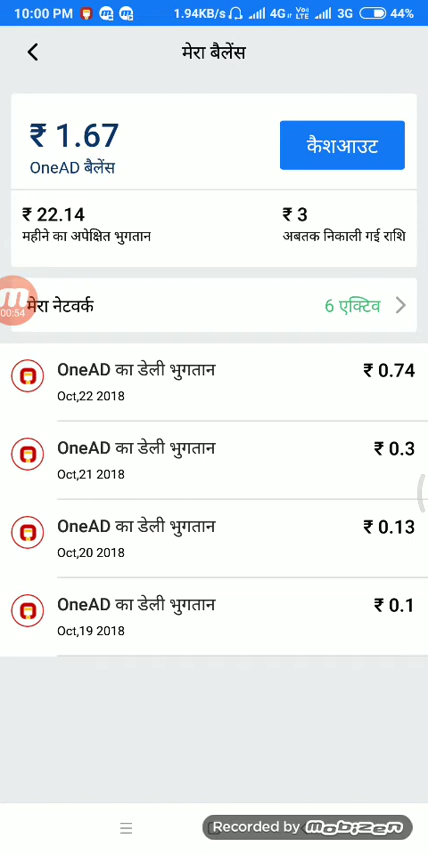 10:00 PM 1.94KB/s 4G Voi LTE 3G 44%
मेरा बैलेंस
₹ 1.67
OneAD बैलेंस
कैशआउट
₹ 22.14
महीने का अपेक्षित भुगतान
₹ 3
अबतक निकाली गई राशि
00:54
मेरा नेटवर्क
6 एक्टिव
OneAD का डेली भुगतान
₹ 0.74
Oct,22 2018
OneAD का डेली भुगतान
₹ 0.3
Oct,21 2018
OneAD का डेली भुगतान
₹ 0.13
Oct,20 2018
OneAD का डेली भुगतान
₹ 0.1
Oct,19 2018
Recorded by mobizen